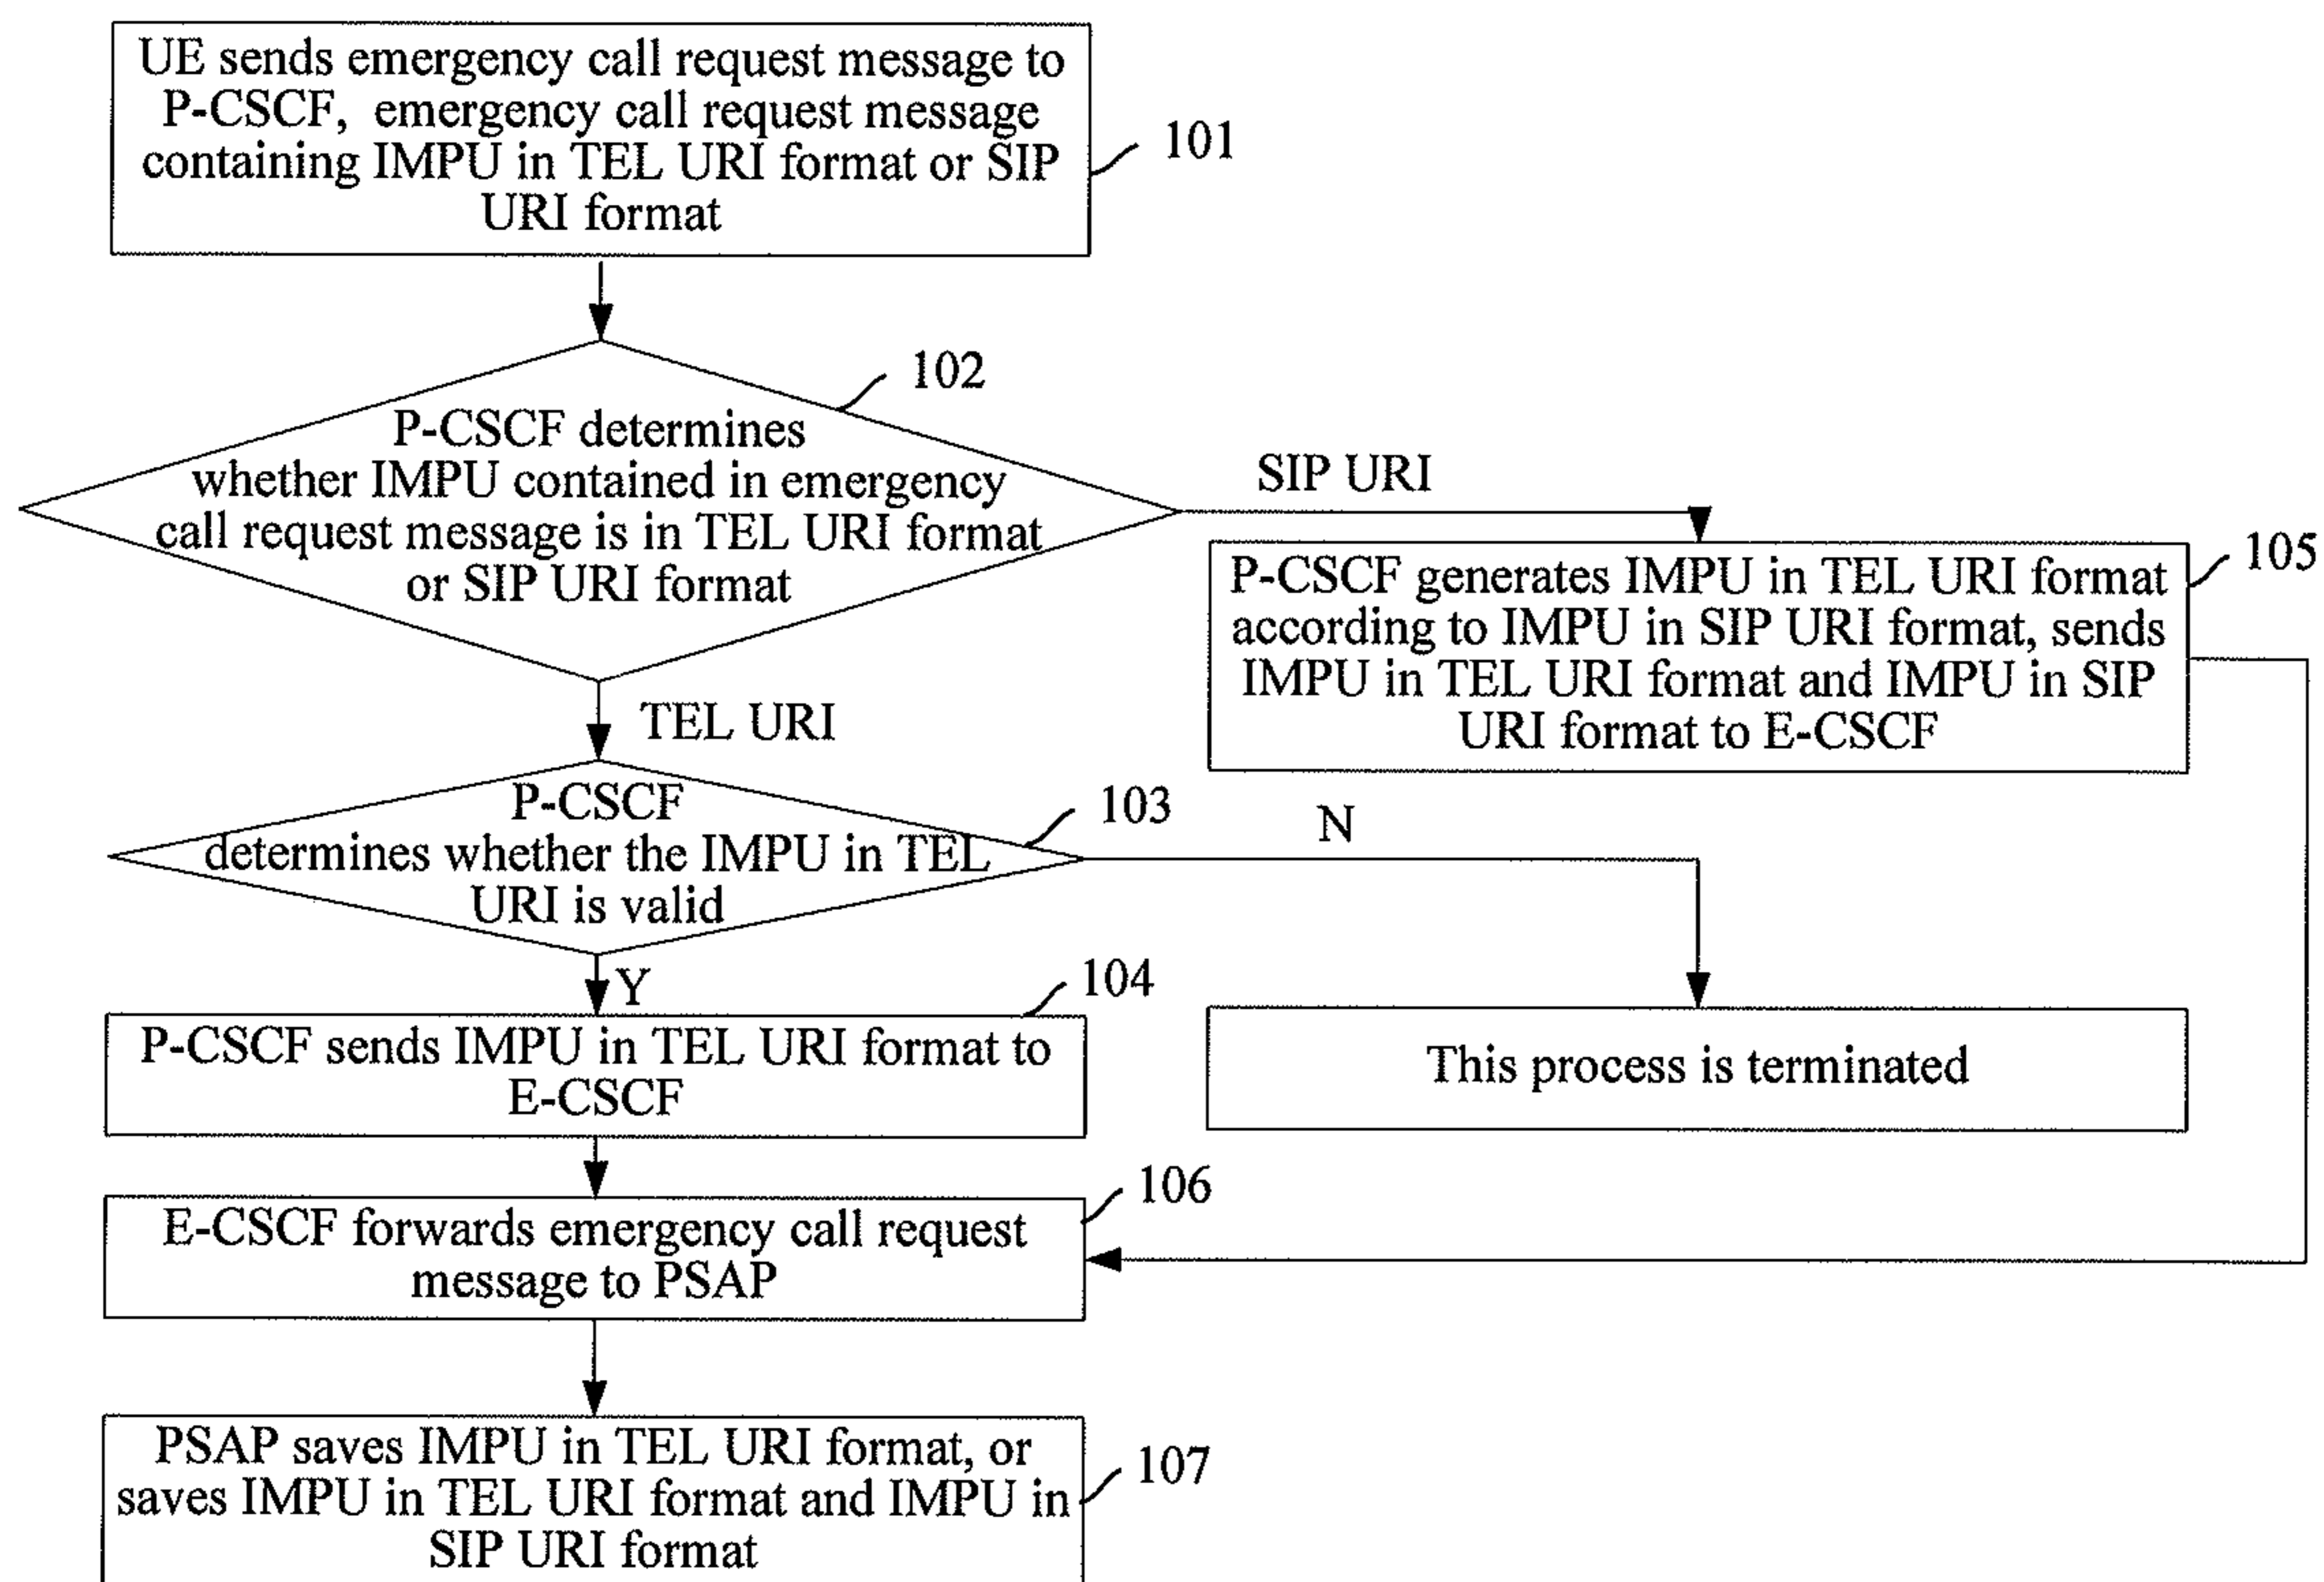 UE sends emergency call request message to
P-CSCF, emergency call request message
containing IMPU in TEL URI format or SIP
URI format
101
102
P-CSCF determines
whether IMPU contained in emergency
call request message is in TEL URI format
or SIP URI format
SIP URI
105
P-CSCF generates IMPU in TEL URI format
according to IMPU in SIP URI format, sends
IMPU in TEL URI format and IMPU in SIP
URI format to E-CSCF
TEL URI
P-CSCF
determines whether the IMPU in TEL
URI is valid
103
N
Y
104
P-CSCF sends IMPU in TEL URI format to
E-CSCF
This process is terminated
106
E-CSCF forwards emergency call request
message to PSAP
PSAP saves IMPU in TEL URI format, or
saves IMPU in TEL URI format and IMPU in
SIP URI format
107